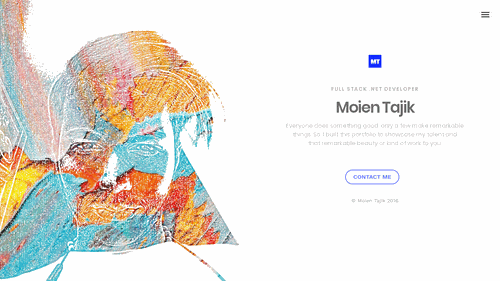 MT
FULL STACK .NET DEVELOPER
Moien Tajik
Everyone does something good only a few make remarkable
things. So I built this portfolio to showcase my talent and
that remarkable beauty of kind of work to you.
CONTACT ME
© Moien Tajik 2018